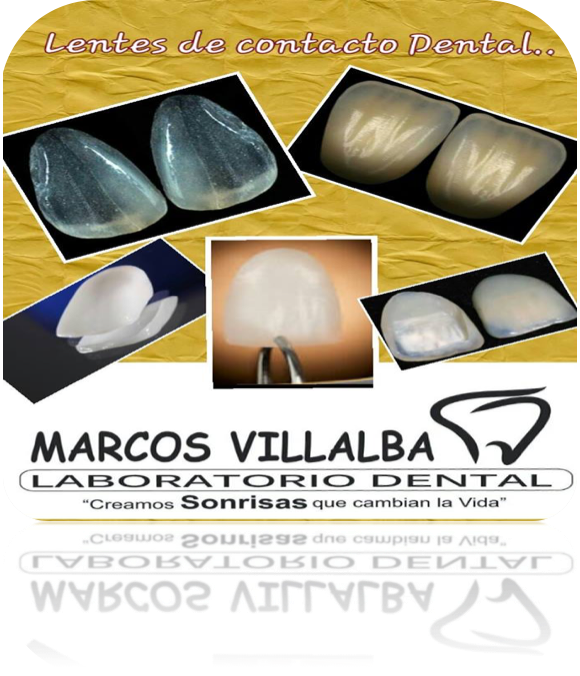 Lentes de contacto Dental..
MARCOS VILLALBA
LABORATORIO DENTAL
“Creamos Sonrisas que cambian la Vida”